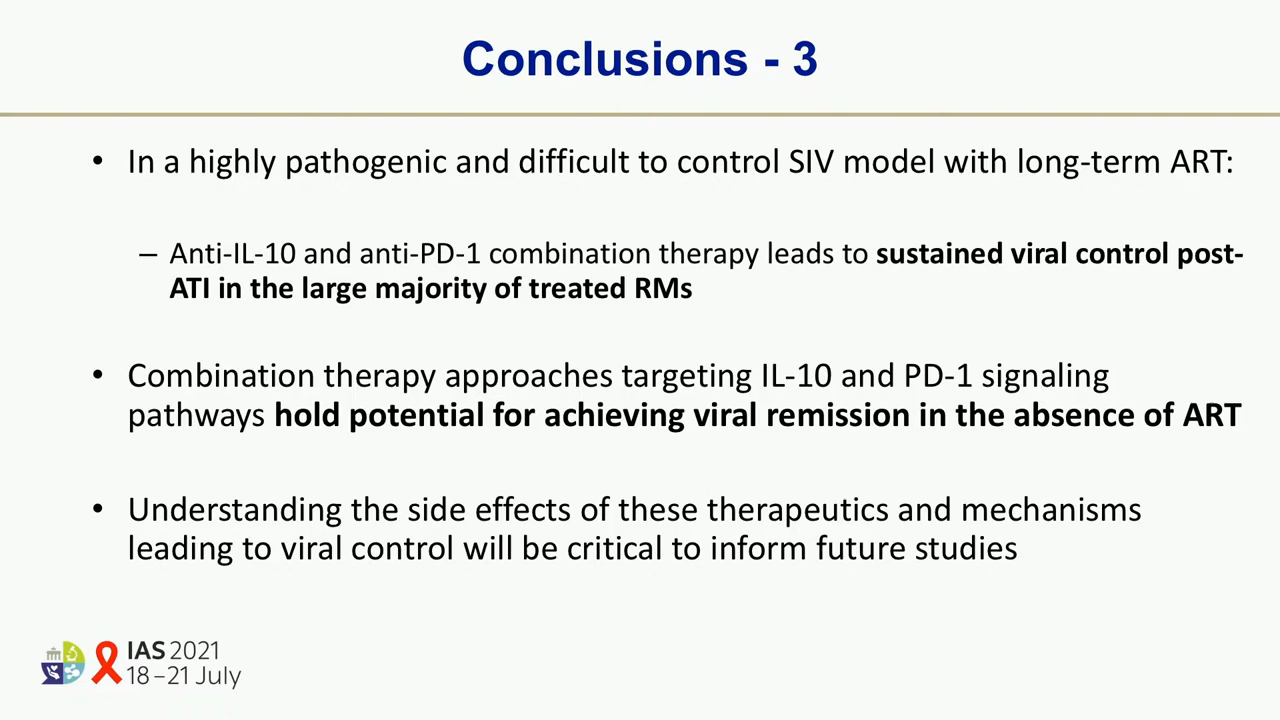 Conclusions - 3
• In a highly pathogenic and difficult to control SIV model with long-term ART:
– Anti-IL-10 and anti-PD-1 combination therapy leads to sustained viral control post-
ATI in the large majority of treated RMs
• Combination therapy approaches targeting IL-10 and PD-1 signaling
pathways hold potential for achieving viral remission in the absence of ART
• Understanding the side effects of these therapeutics and mechanisms
leading to viral control will be critical to inform future studies
IAS 2021
18–21 July